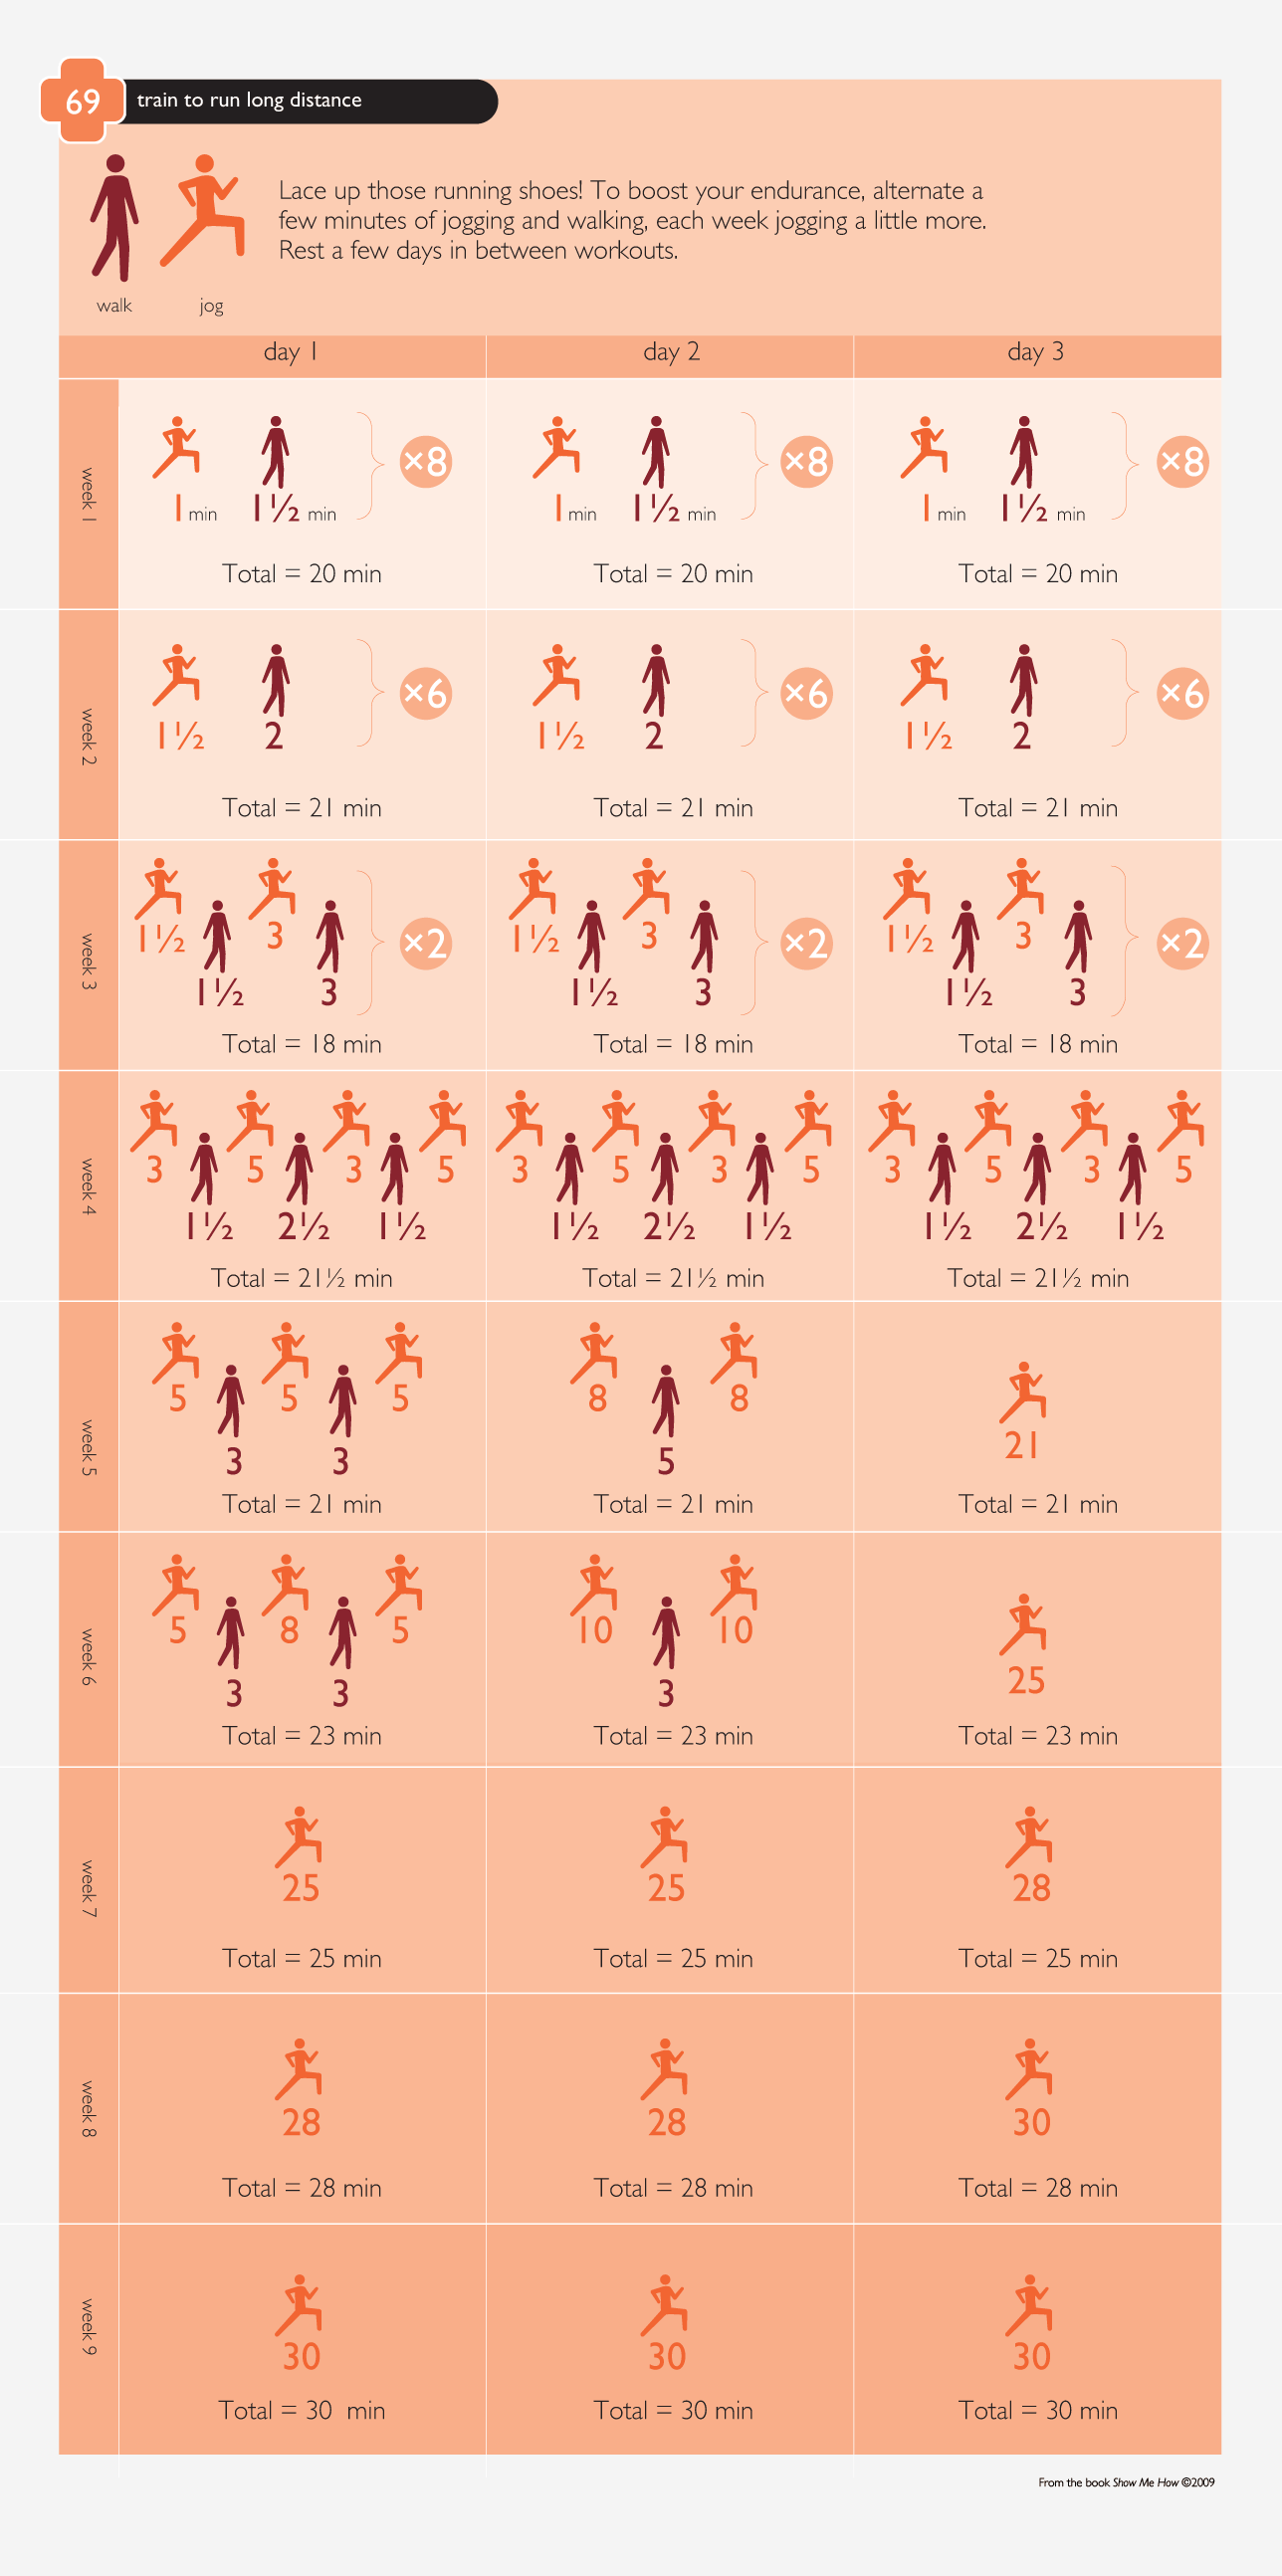 69
train to run long distance
Lace up those running shoes! To boost your endurance, alternate a
few minutes of jogging and walking, each week jogging a little more.
Rest a few days in between workouts.
walk jog
day 1 day 2 day 3
week 1
1 min 1½ min ×8 1 min 1½ min ×8 1 min 1½ min ×8
Total = 20 min Total = 20 min Total = 20 min
week 2
1½ 2 ×6 1½ 2 ×6 1½ 2 ×6
Total = 21 min Total = 21 min Total = 21 min
week 3
1½ 3 ×2 1½ 3 ×2 1½ 3 ×2
1½ 3 1½ 3 1½ 3
Total = 18 min Total = 18 min Total = 18 min
week 4
3 5 3 5 3 5 3 5 3 5 3 5
1½ 2½ 1½ 1½ 2½ 1½ 1½ 2½ 1½
Total = 21½ min Total = 21½ min Total = 21½ min
week 5
5 5 5 8 8 21
3 3 5
Total = 21 min Total = 21 min Total = 21 min
week 6
5 8 5 10 10 25
3 3 3
Total = 23 min Total = 23 min Total = 23 min
week 7
25 25 28
Total = 25 min Total = 25 min Total = 25 min
week 8
28 28 30
Total = 28 min Total = 28 min Total = 28 min
week 9
30 30 30
Total = 30 min Total = 30 min Total = 30 min
From the book Show Me How ©2009